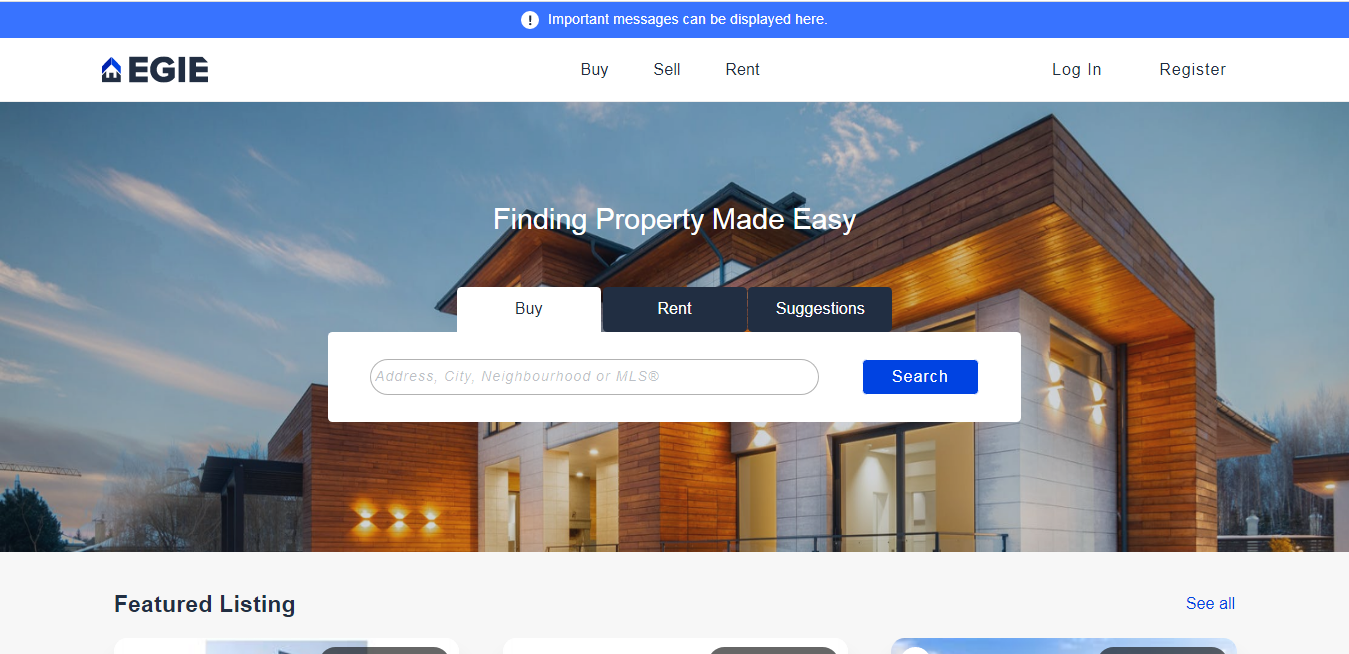 Important messages can be displayed here.
EGIE
Buy
Sell
Rent
Log In
Register
Finding Property Made Easy
Buy
Rent
Suggestions
Address, City, Neighbourhood or MLS®
Search
Featured Listing
See all